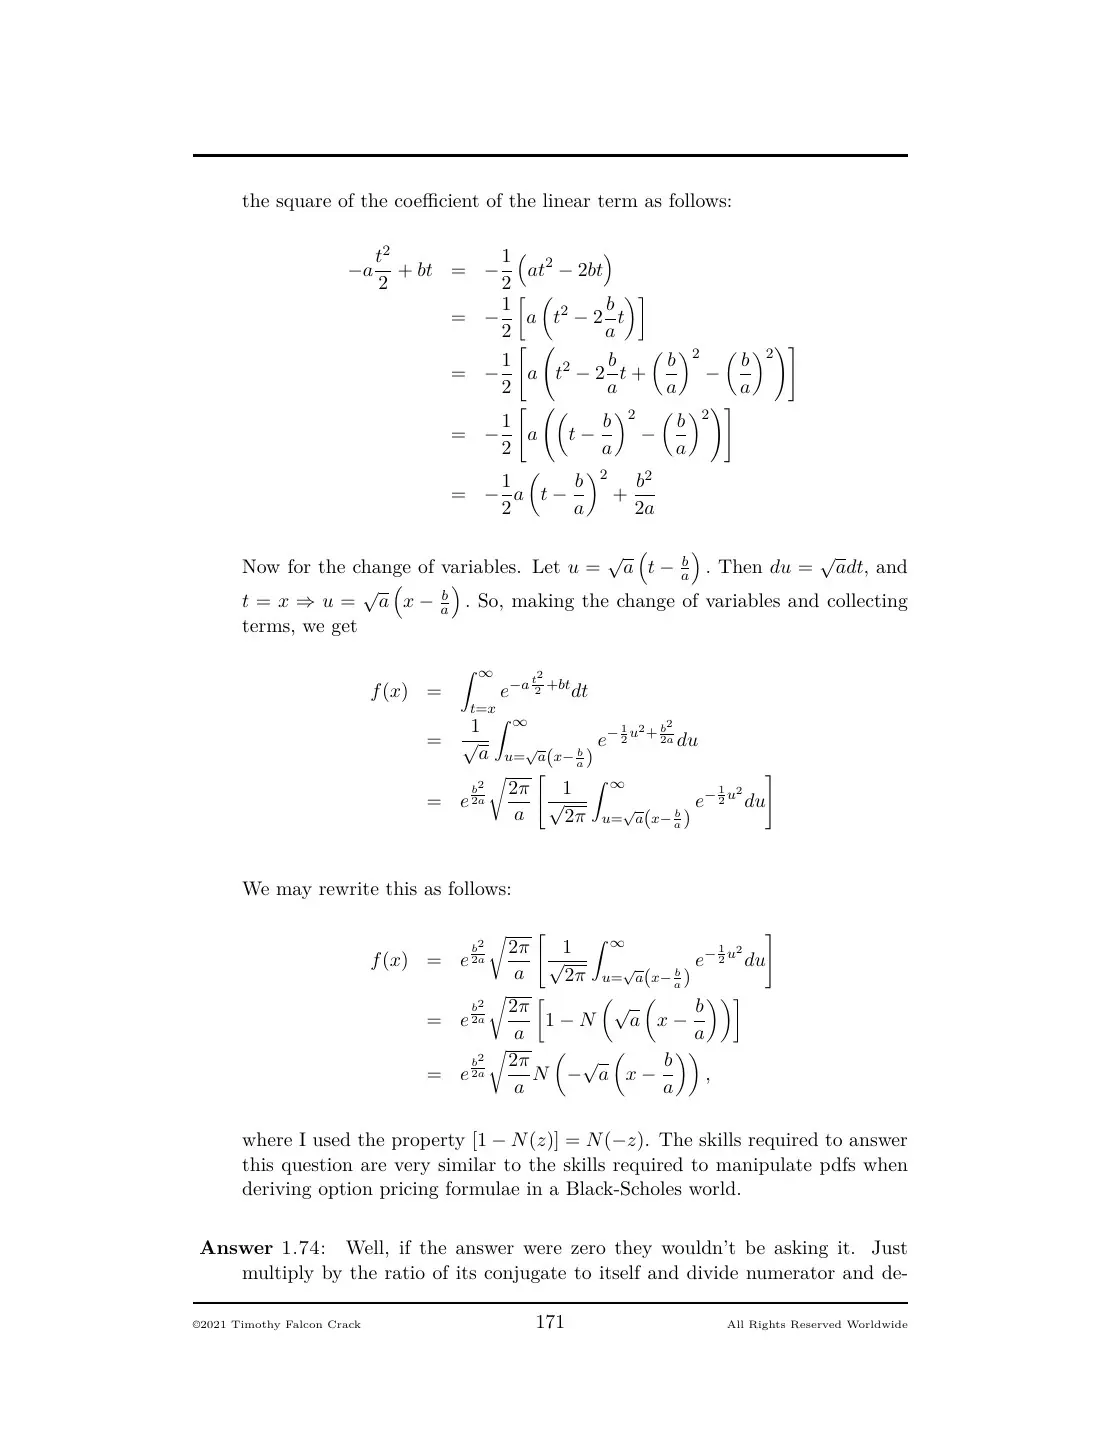 the square of the coefficient of the linear term as follows:
−a t²/2 + bt = −1/2 (at² − 2bt)
= −1/2 [a (t² − 2 b/a t)]
= −1/2 [a (t² − 2 b/a t + (b/a)² − (b/a)²)]
= −1/2 [a ((t − b/a)² − (b/a)²)]
= −1/2 a (t − b/a)² + b²/2a
Now for the change of variables. Let u = √a (t − b/a). Then du = √adt, and
t = x ⇒ u = √a (x − b/a). So, making the change of variables and collecting
terms, we get
f(x) = ∫_{t=x}^{∞} e^{−a t²/2 + bt} dt
= 1/√a ∫_{u=√a(x−b/a)}^{∞} e^{−1/2 u² + b²/2a} du
= e^{b²/2a} √(2π/a) [1/√(2π) ∫_{u=√a(x−b/a)}^{∞} e^{−1/2 u²} du]
We may rewrite this as follows:
f(x) = e^{b²/2a} √(2π/a) [1/√(2π) ∫_{u=√a(x−b/a)}^{∞} e^{−1/2 u²} du]
= e^{b²/2a} √(2π/a) [1 − N (√a (x − b/a))]
= e^{b²/2a} √(2π/a) N (−√a (x − b/a)),
where I used the property [1 − N(z)] = N(−z). The skills required to answer
this question are very similar to the skills required to manipulate pdfs when
deriving option pricing formulae in a Black-Scholes world.
Answer 1.74: Well, if the answer were zero they wouldn't be asking it. Just
multiply by the ratio of its conjugate to itself and divide numerator and de-
©2021 Timothy Falcon Crack 171 All Rights Reserved Worldwide